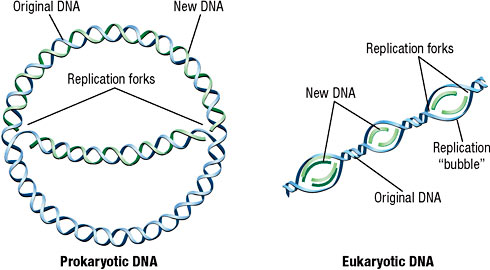 Original DNA
New DNA
Replication forks
Prokaryotic DNA
Replication forks
New DNA
Replication
"bubble"
Original DNA
Eukaryotic DNA